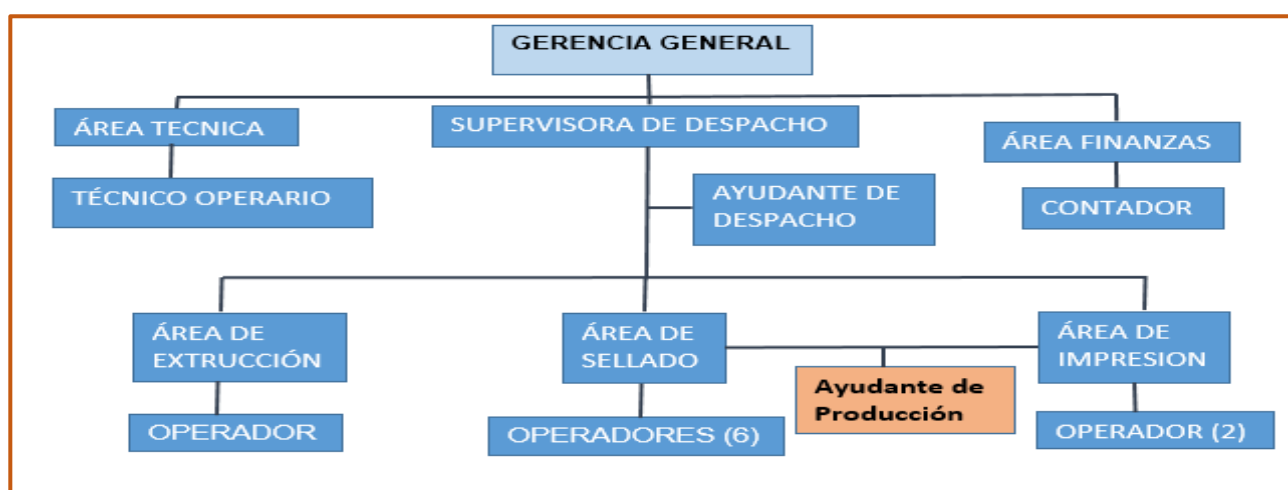 GERENCIA GENERAL
ÁREA TECNICA
SUPERVISORA DE DESPACHO
ÁREA FINANZAS
TÉCNICO OPERARIO
AYUDANTE DE
DESPACHO
CONTADOR
ÁREA DE
EXTRUCCIÓN
ÁREA DE
SELLADO
ÁREA DE
IMPRESION
Ayudante de
Producción
OPERADOR
OPERADORES (6)
OPERADOR (2)